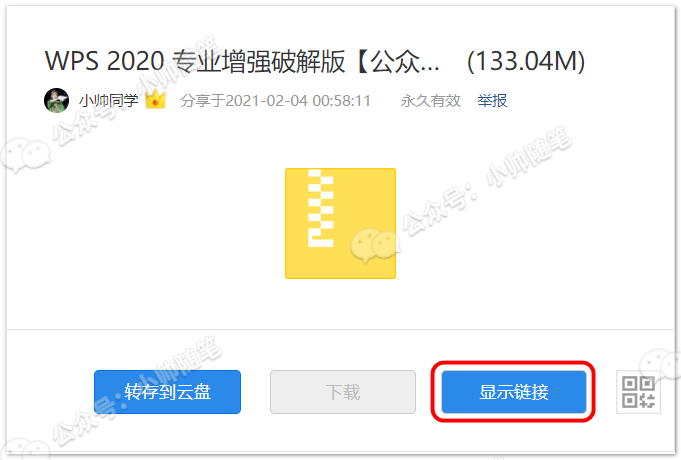 WPS 2020 专业增强破解版【公众... (133.04M)
小帅同学 分享于2021-02-04 00:58:11 永久有效 举报
公众号：小帅随笔
公众号：小帅随笔
转存到云盘 下载 显示链接
公众号：小帅随笔